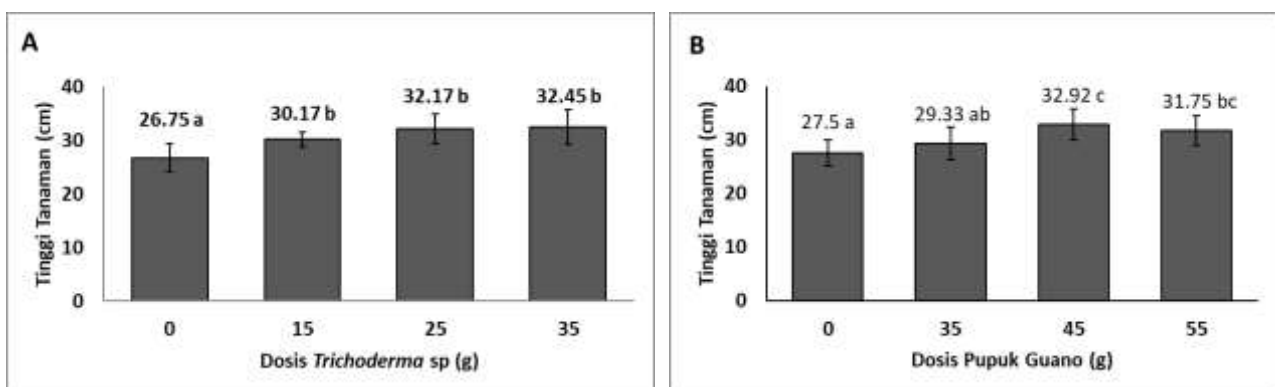 A
Tinggi Tanaman (cm)
40
30
20
10
0
26.75 a
30.17 b
32.17 b
32.45 b
0
15
25
35
Dosis Trichoderma sp (g)
B
Tinggi Tanaman (cm)
40
30
20
10
0
27.5 a
29.33 ab
32.92 c
31.75 bc
0
35
45
55
Dosis Pupuk Guano (g)